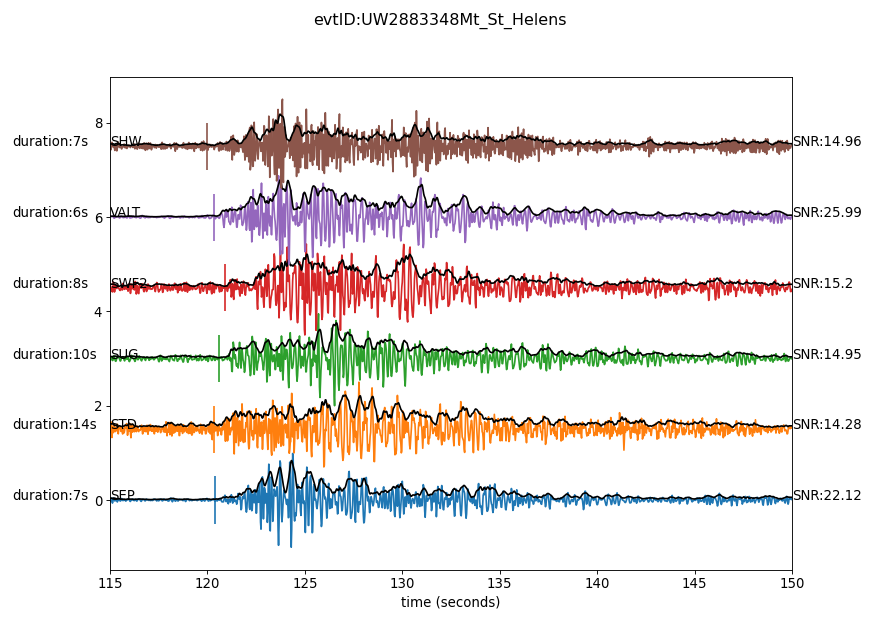 evtID:UW2883348Mt_St_Helens
8
duration:7s SHW SNR:14.96
duration:6s VALT SNR:25.99
6
duration:8s SWF2 SNR:15.2
4
duration:10s SUG SNR:14.95
2
duration:14s STD SNR:14.28
duration:7s SEP SNR:22.12
0
115 120 125 130 135 140 145 150
time (seconds)